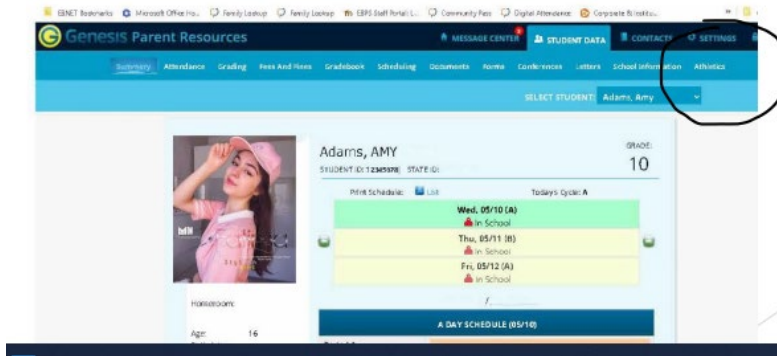 EBNET Bookmarks Microsoft Office Ho... Family Lookup Family Lookup EBPS Staff Portal: L... Community Pass Digital Attendance Corporate & Institu...
Genesis Parent Resources
MESSAGE CENTER STUDENT DATA CONTACTS SETTINGS
Summary Attendance Grading Fees And Fines Gradebook Scheduling Documents Forms Conferences Letters School Information Athletics
SELECT STUDENT: Adams, Amy
Adams, AMY
STUDENT ID: 12345678| STATE ID:
GRADE:
10
Print Schedule: List Today's Cycle: A
Wed, 05/10 (A)
In School
Thu, 05/11 (B)
In School
Fri, 05/12 (A)
In School
Homeroom:
Age: 16
/
A DAY SCHEDULE (05/10)